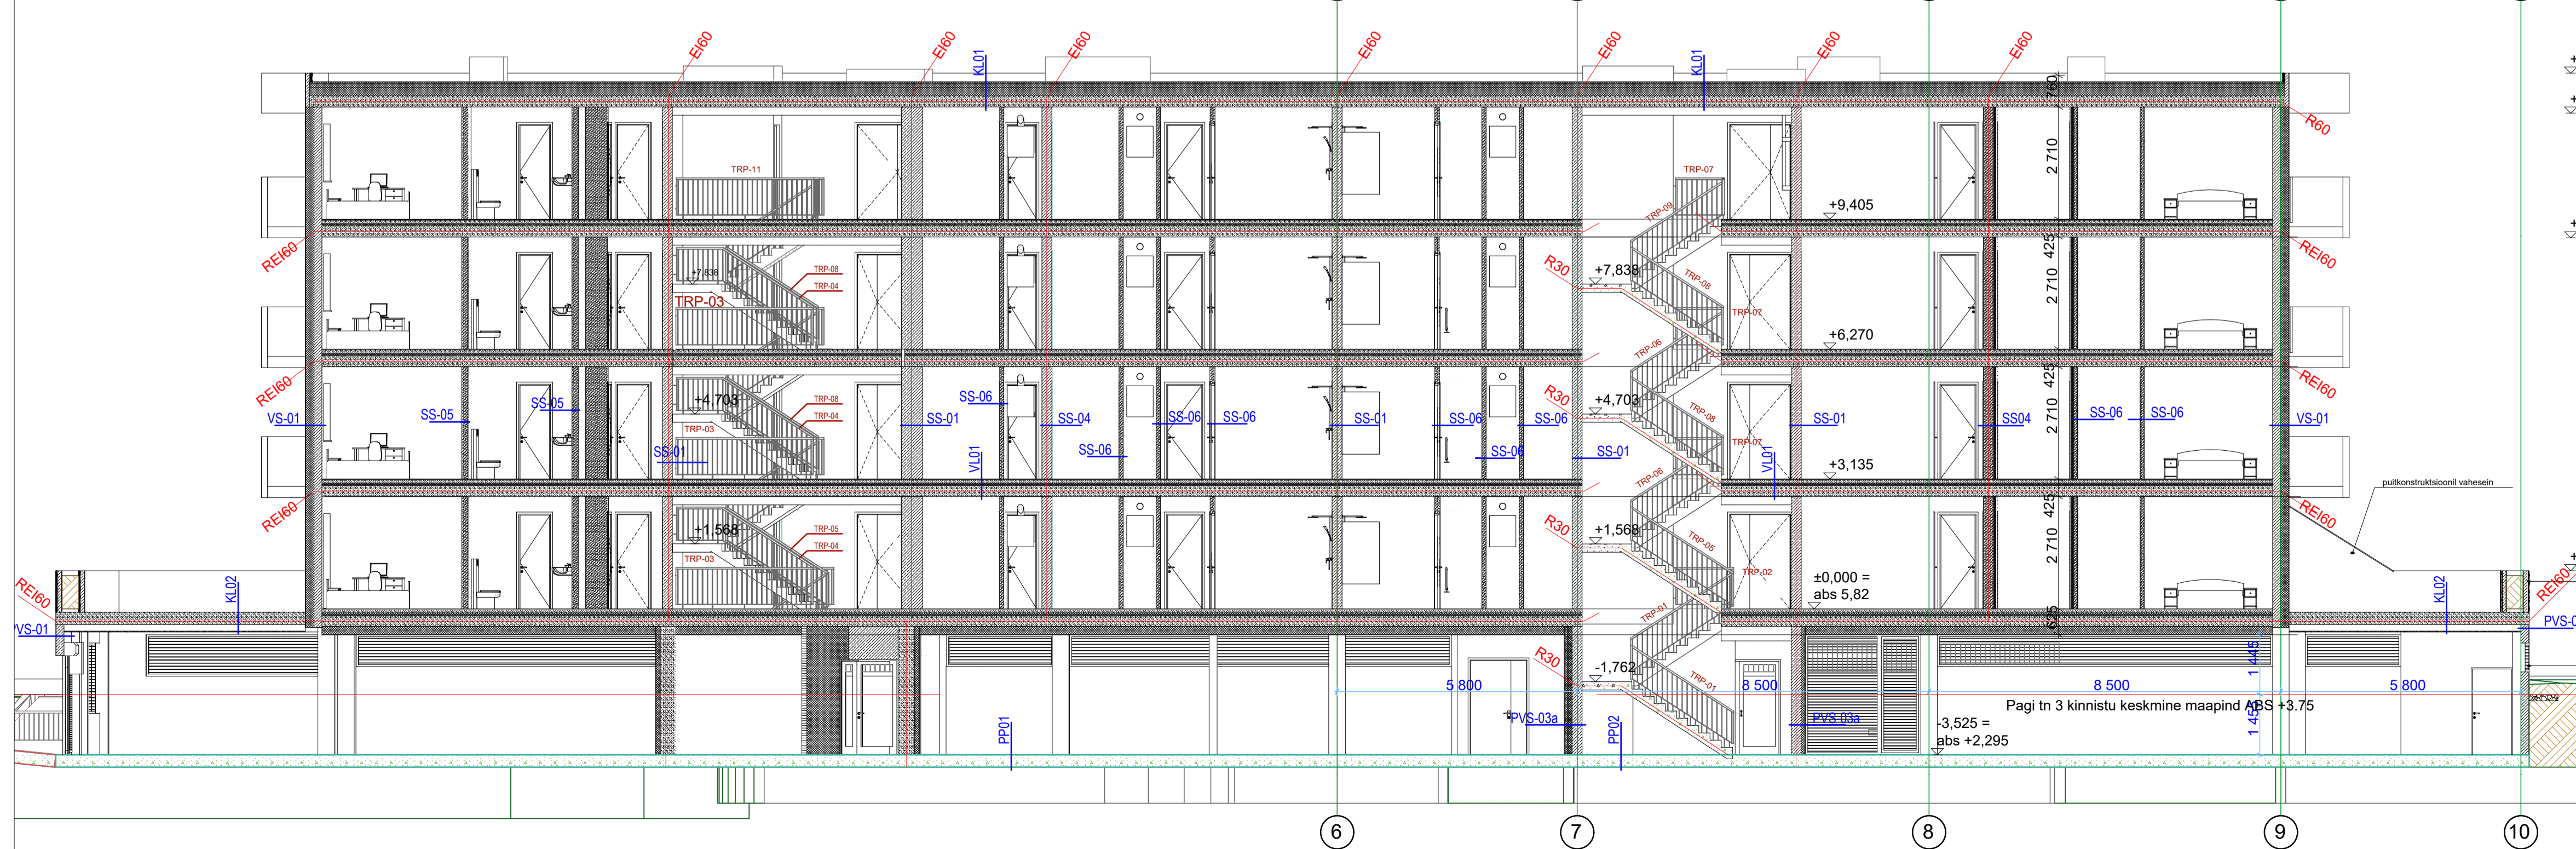 EI60
EI60
EI60
EI60
EI60
EI60
EI60
KL01
KL01
760
R60
2 710
TRP-11
TRP-07
TRP-09
+9,405
REI60
425
REI60
+7,838
TRP-08
TRP-04
TRP-03
R30
+7,838
TRP-08
TRP-07
2 710
+6,270
TRP-06
425
REI60
REI60
VS-01
SS-05
SS-05
+4,703
TRP-08
TRP-04
TRP-03
SS-01
SS-01
SS-06
SS-04
SS-06
SS-06
SS-06
SS-01
SS-06
SS-06
SS-06
SS-01
R30
+4,703
TRP-08
TRP-07
SS-01
SS04
2 710
SS-06
SS-06
VS-01
VL01
VL01
+3,135
TRP-06
425
REI60
REI60
puitkonstruktsioonil vahesein
+1,568
TRP-05
TRP-04
TRP-03
R30
+1,568
TRP-05
TRP-02
2 710
±0,000 =
abs 5,82
REI60
KL02
TRP-01
625
KL02
REI60
PVS-01
PVS-0
R30
-1,762
TRP-01
1 445
5 800
8 500
8 500
5 800
Pagi tn 3 kinnistu keskmine maapind ABS +3.75
PP01
PVS-03a
PP02
PVS-03a
-3,525 =
abs +2,295
6
7
8
9
10